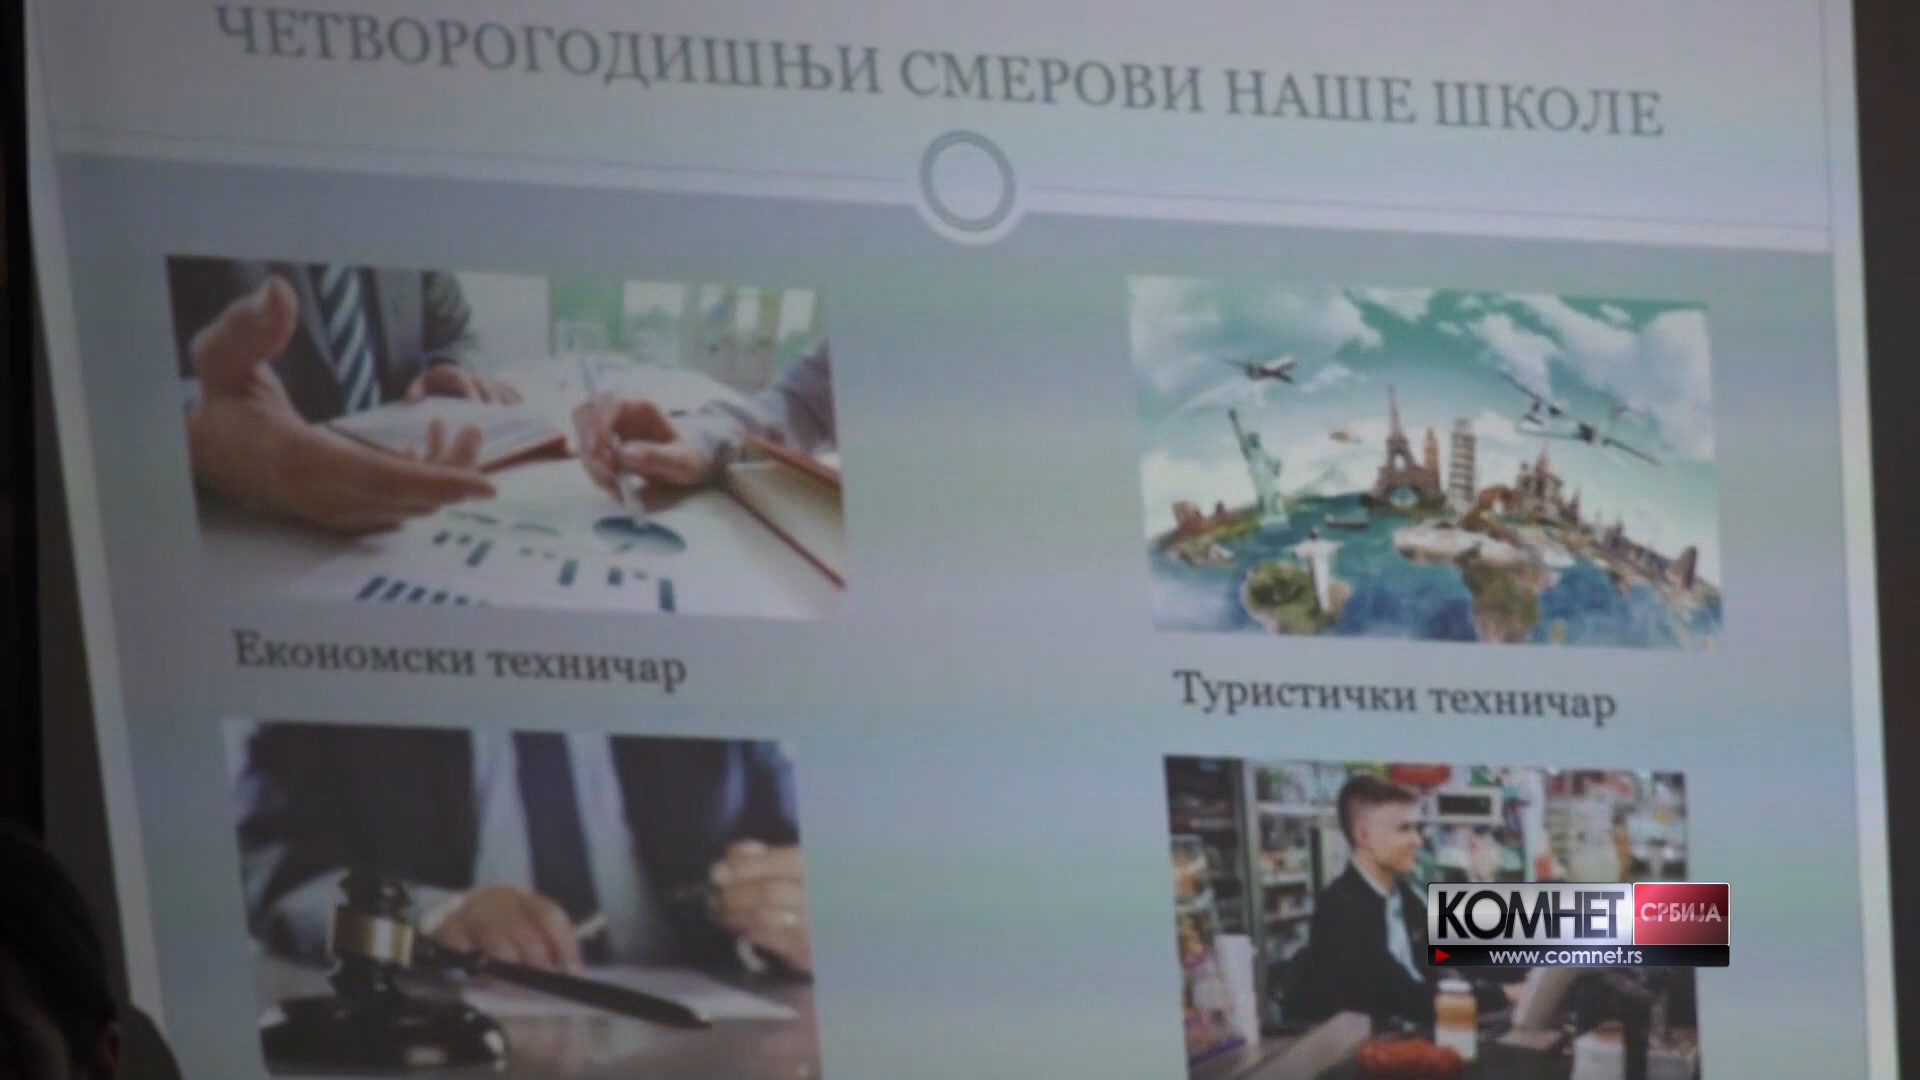 ЧЕТВОРОГОДИШЊИ СМЕРОВИ НАШЕ ШКОЛЕ
Економски техничар
Туристички техничар
КОМНЕТ СРБИЈА
www.comnet.rs